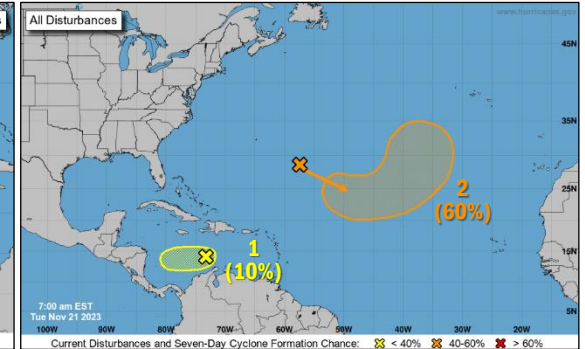 s
All Disturbances
www.hurricanes.gov
45N
35N
25N
15N
5N
2
(60%)
1
(10%)
7:00 am EST
Tue Nov 21 2023
100W 90W 80W 70W 60W 50W 40W 30W 20W
Current Disturbances and Seven-Day Cyclone Formation Chance: < 40% 40-60% > 60%